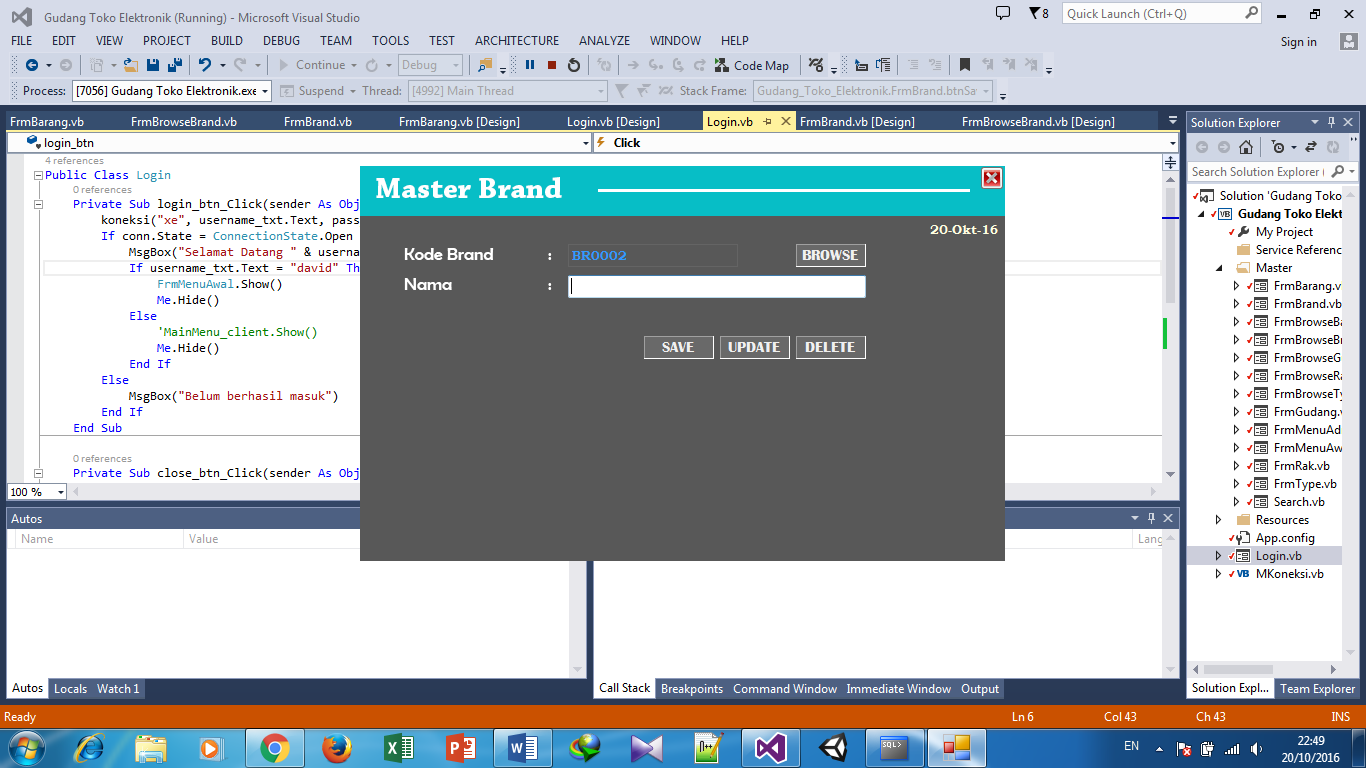 Gudang Toko Elektronik (Running) - Microsoft Visual Studio
8
Quick Launch (Ctrl+Q)
FILE EDIT VIEW PROJECT BUILD DEBUG TEAM TOOLS TEST ARCHITECTURE ANALYZE WINDOW HELP
Sign in
Continue Debug Code Map
Process: [7056] Gudang Toko Elektronik.exe Suspend Thread: [4992] Main Thread Stack Frame: Gudang_Toko_Elektronik.FrmBrand.btnSa
FrmBarang.vb FrmBrowseBrand.vb FrmBrand.vb FrmBarang.vb [Design] Login.vb [Design] Login.vb FrmBrand.vb [Design] FrmBrowseBrand.vb [Design]
login_btn Click
4 references
Public Class Login
0 references
Private Sub login_btn_Click(sender As Obj
koneksi("xe", username_txt.Text, pass
If conn.State = ConnectionState.Open
MsgBox("Selamat Datang " & userna
If username_txt.Text = "david" Th
FrmMenuAwal.Show()
Me.Hide()
Else
'MainMenu_client.Show()
Me.Hide()
End If
Else
MsgBox("Belum berhasil masuk")
End If
End Sub
0 references
Private Sub close_btn_Click(sender As Obj
100 %
Master Brand
20-Okt-16
Kode Brand : BR0002 BROWSE
Nama :
SAVE UPDATE DELETE
Autos
Name Value
Lang
Autos Locals Watch 1
Call Stack Breakpoints Command Window Immediate Window Output
Solution Explorer
Search Solution Explorer (
Solution 'Gudang Toko
Gudang Toko Elekt
My Project
Service Referenc
Master
FrmBarang.v
FrmBrand.vb
FrmBrowseBa
FrmBrowseBr
FrmBrowseG
FrmBrowseRa
FrmBrowseTy
FrmGudang.v
FrmMenuAd
FrmMenuAw
FrmRak.vb
FrmType.vb
Search.vb
Resources
App.config
Login.vb
MKoneksi.vb
Solution Expl... Team Explorer
Ready Ln 6 Col 43 Ch 43 INS
EN
22:49
20/10/2016